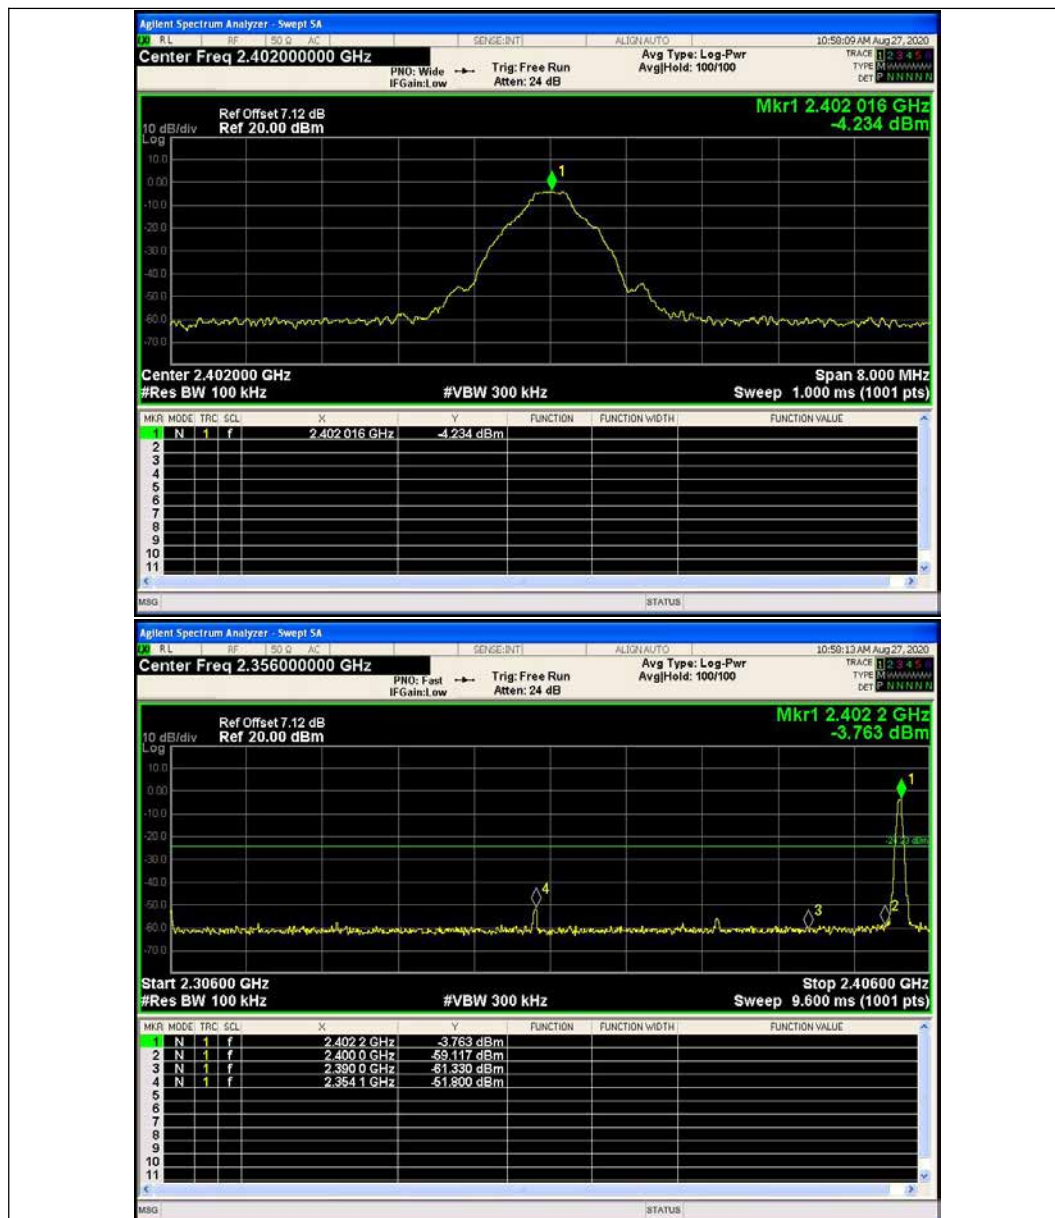 Agilent Spectrum Analyzer - Swept SA
RL RF 50 Ω AC SENSE:INT ALIGN AUTO 10:58:09 AM Aug 27, 2020
Center Freq 2.402000000 GHz Avg Type: Log-Pwr TRACE 1 2 3 4 5 6
PNO: Wide Trig: Free Run Avg|Hold: 100/100 TYPE M
IFGain:Low Atten: 24 dB DET P N N N N N
Mkr1 2.402 016 GHz
Ref Offset 7.12 dB
10 dB/div Ref 20.00 dBm -4.234 dBm
Log
10.0
1
0.00
-10.0
-20.0
-30.0
-40.0
-50.0
-60.0
-70.0
Center 2.402000 GHz Span 8.000 MHz
#Res BW 100 kHz #VBW 300 kHz Sweep 1.000 ms (1001 pts)
MKR MODE TRC SCL X Y FUNCTION FUNCTION WIDTH FUNCTION VALUE
1 N 1 f 2.402 016 GHz -4.234 dBm
2
3
4
5
6
7
8
9
10
11
MSG STATUS
Agilent Spectrum Analyzer - Swept SA
RL RF 50 Ω AC SENSE:INT ALIGN AUTO 10:58:13 AM Aug 27, 2020
Center Freq 2.356000000 GHz Avg Type: Log-Pwr TRACE 1 2 3 4 5 6
PNO: Fast Trig: Free Run Avg|Hold: 100/100 TYPE M
IFGain:Low Atten: 24 dB DET P N N N N N
Mkr1 2.402 2 GHz
Ref Offset 7.12 dB
10 dB/div Ref 20.00 dBm -3.763 dBm
Log
10.0
1
0.00
-10.0
-20.0
-24.23 dBm
-30.0
-40.0
4
-50.0
3 2
-60.0
-70.0
Start 2.30600 GHz Stop 2.40600 GHz
#Res BW 100 kHz #VBW 300 kHz Sweep 9.600 ms (1001 pts)
MKR MODE TRC SCL X Y FUNCTION FUNCTION WIDTH FUNCTION VALUE
1 N 1 f 2.402 2 GHz -3.763 dBm
2 N 1 f 2.400 0 GHz -59.117 dBm
3 N 1 f 2.390 0 GHz -61.330 dBm
4 N 1 f 2.354 1 GHz -51.800 dBm
5
6
7
8
9
10
11
MSG STATUS